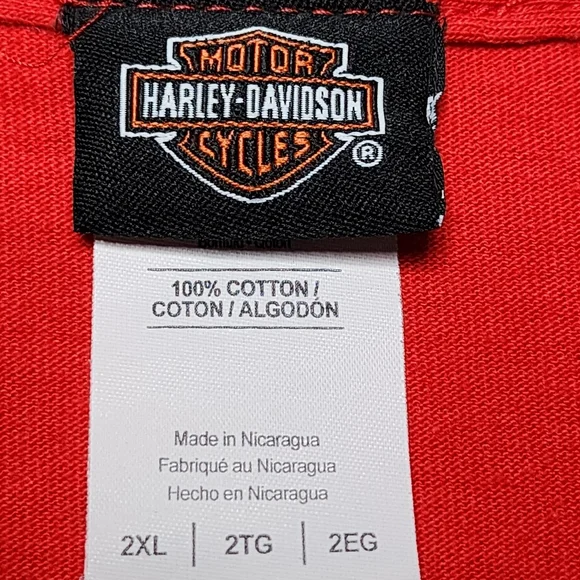 MOTOR
HARLEY-DAVIDSON
CYCLES
®
100% COTTON /
COTON / ALGODÓN
Made in Nicaragua
Fabriqué au Nicaragua
Hecho en Nicaragua
2XL | 2TG | 2EG